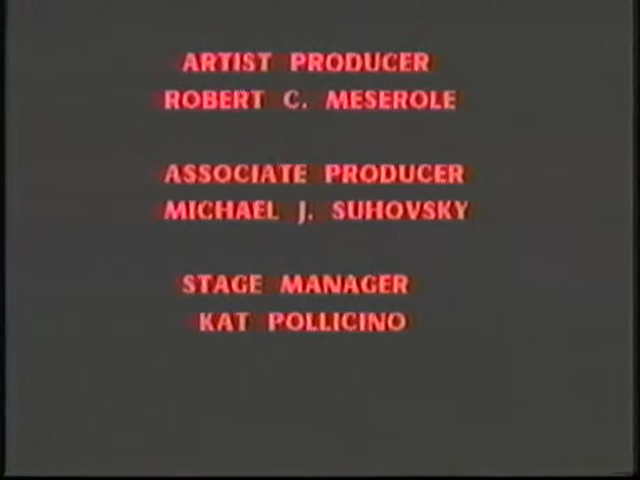 ARTIST PRODUCER
ROBERT C. MESEROLE
ASSOCIATE PRODUCER
MICHAEL J. SUHOVSKY
STAGE MANAGER
KAT POLLICINO